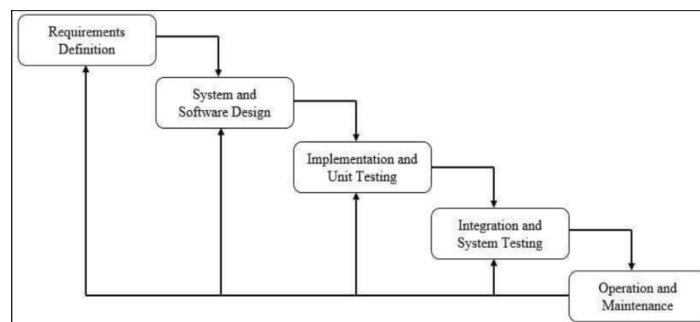 Requirements
Definition
System and
Software Design
Implementation and
Unit Testing
Integration and
System Testing
Operation and
Maintenance